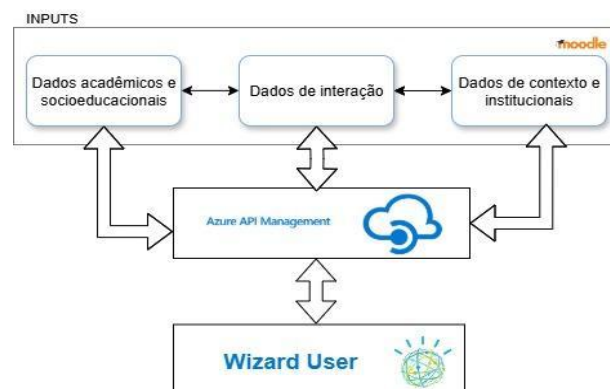 INPUTS
moodle
Dados acadêmicos e
socioeducacionais
Dados de interação
Dados de contexto e
institucionais
Azure API Management
Wizard User